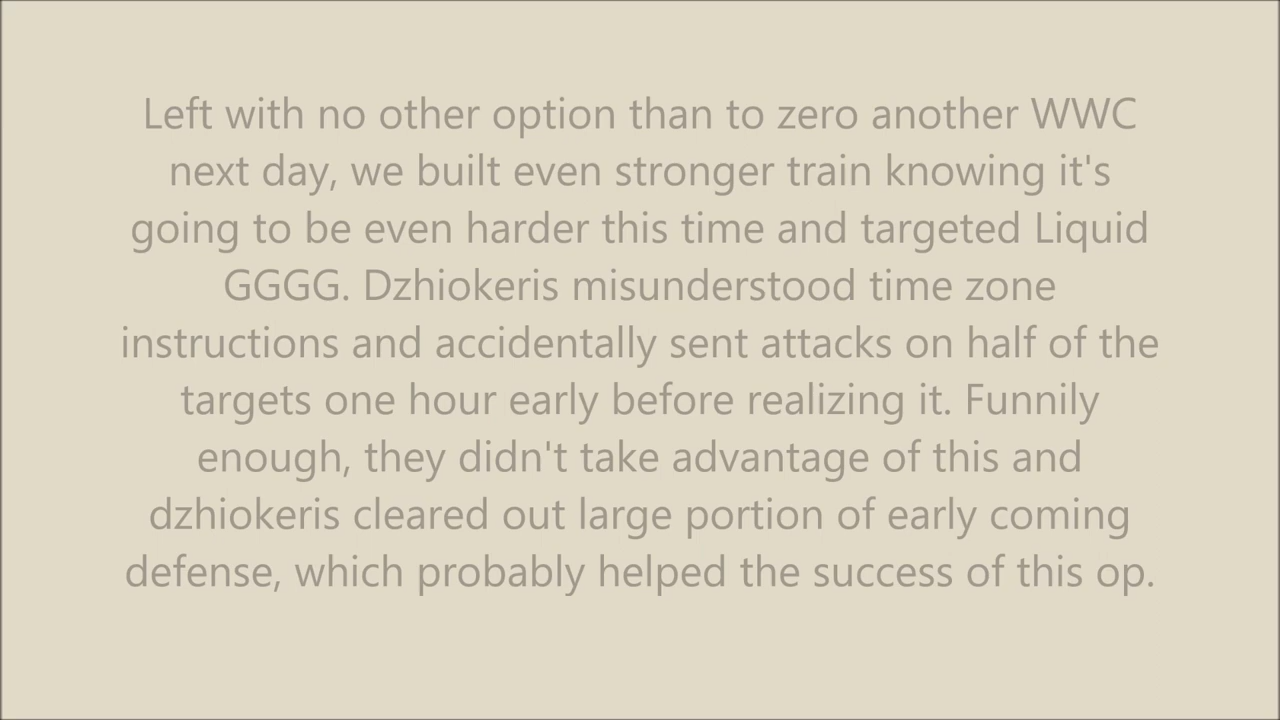 Left with no other option than to zero another WWC
next day, we built even stronger train knowing it's
going to be even harder this time and targeted Liquid
GGGG. Dzhiokeris misunderstood time zone
instructions and accidentally sent attacks on half of the
targets one hour early before realizing it. Funnily
enough, they didn't take advantage of this and
dzhiokeris cleared out large portion of early coming
defense, which probably helped the success of this op.